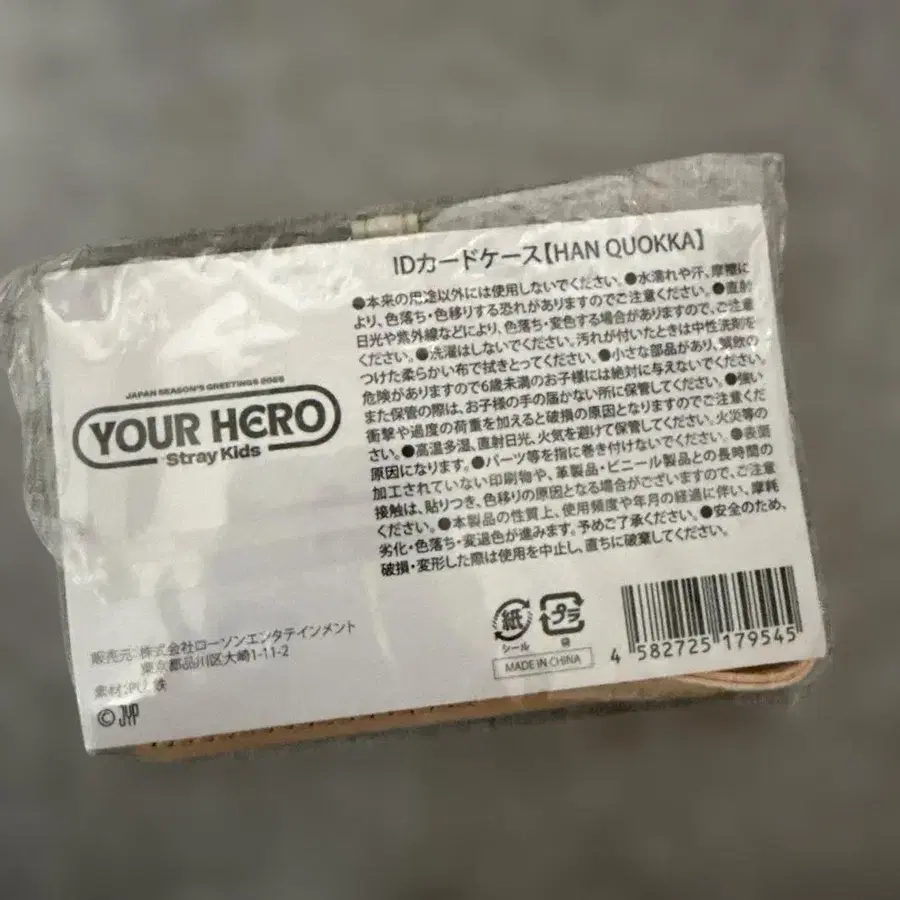 IDカードケース【HAN QUOKKA】
●本来の用途以外には使用しないでください。●水濡れや汗、摩擦に
より、色落ち・色移りする恐れがありますのでご注意ください。●直射
日光や紫外線などにより、色落ち・変色する場合がありますので、ご注意
ください。●洗濯はしないでください。汚れが付いたときは中性洗剤を
つけた柔らかい布で拭きとってください。●小さな部品があり、誤飲の
危険がありますので6歳未満のお子様には絶対に与えないでください。
また保管の際は、お子様の手の届かない所に保管してください。●強い
衝撃や過度の荷重を加えると破損の原因となりますのでご注意くだ
さい。●高温多湿、直射日光、火気を避けて保管してください。火災等の
原因になります。●パーツ等を指に巻き付けないでください。●表面
加工されていない印刷物や、革製品・ビニール製品との長時間の
接触は、貼りつき、色移りの原因となる場合がございますので、ご注意
ください。●本製品の性質上、使用頻度や年月の経過に伴い、摩耗
劣化・色落ち・変退色が進みます。予めご了承ください。●安全のため、
破損・変形した際は使用を中止し、直ちに破棄してください。
JAPAN SEASON'S GREETINGS 2025
YOUR HERO
Stray Kids
販売元:株式会社ローソンエンタテインメント
東京都品川区大崎1-11-2
素材:PU、鉄
© JYP
紙
シール
プラ
袋
MADE IN CHINA
4 582725 179545